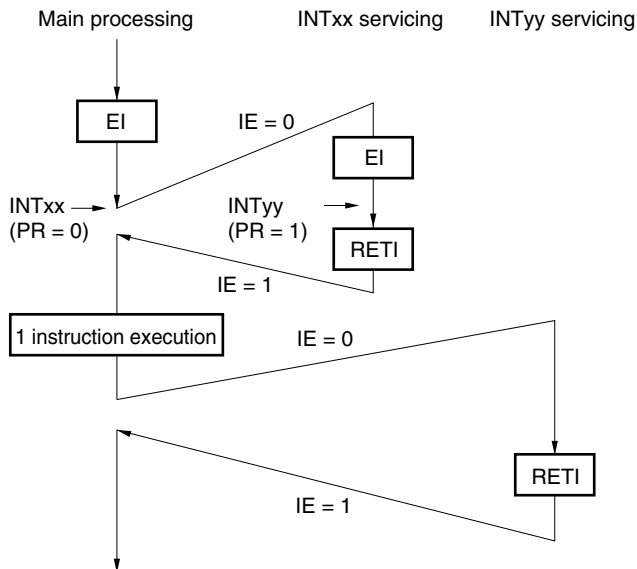 Main processing
INTxx servicing
INTyy servicing
EI
IE = 0
EI
INTxx
(PR = 0)
INTyy
(PR = 1)
RETI
IE = 1
1 instruction execution
IE = 0
RETI
IE = 1